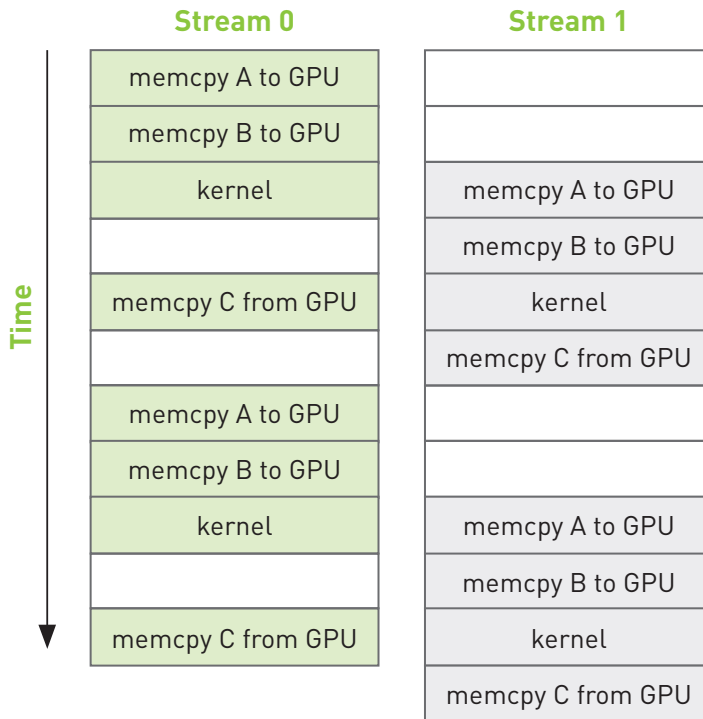 Stream 0
Stream 1
Time
memcpy A to GPU
memcpy B to GPU
kernel
memcpy C from GPU
memcpy A to GPU
memcpy B to GPU
kernel
memcpy C from GPU
memcpy A to GPU
memcpy B to GPU
kernel
memcpy C from GPU
memcpy A to GPU
memcpy B to GPU
kernel
memcpy C from GPU